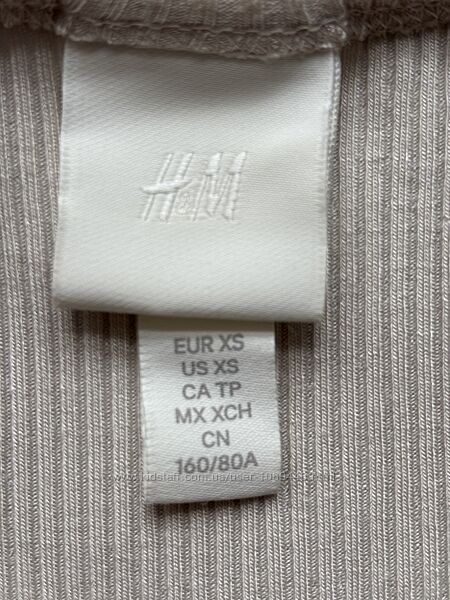 H&M
EUR XS
US XS
CA TP
MX XCH
CN
160/80A